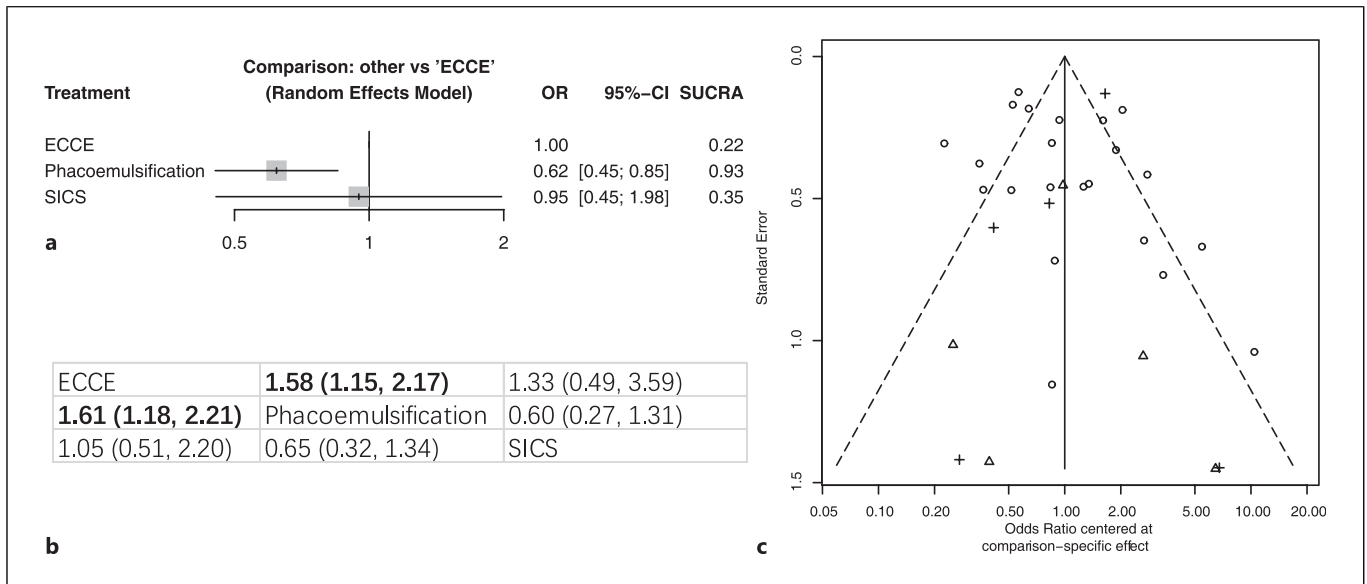 Comparison: other vs 'ECCE'
Treatment (Random Effects Model) OR 95%−CI SUCRA
ECCE 1.00 0.22
Phacoemulsification 0.62 [0.45; 0.85] 0.93
SICS 0.95 [0.45; 1.98] 0.35
0.5 1 2
a
ECCE 1.58 (1.15, 2.17) 1.33 (0.49, 3.59)
1.61 (1.18, 2.21) Phacoemulsification 0.60 (0.27, 1.31)
1.05 (0.51, 2.20) 0.65 (0.32, 1.34) SICS
b
Standard Error
0.0
0.5
1.0
1.5
0.05 0.10 0.20 0.50 1.00 2.00 5.00 10.00 20.00
Odds Ratio centered at
comparison−specific effect
c